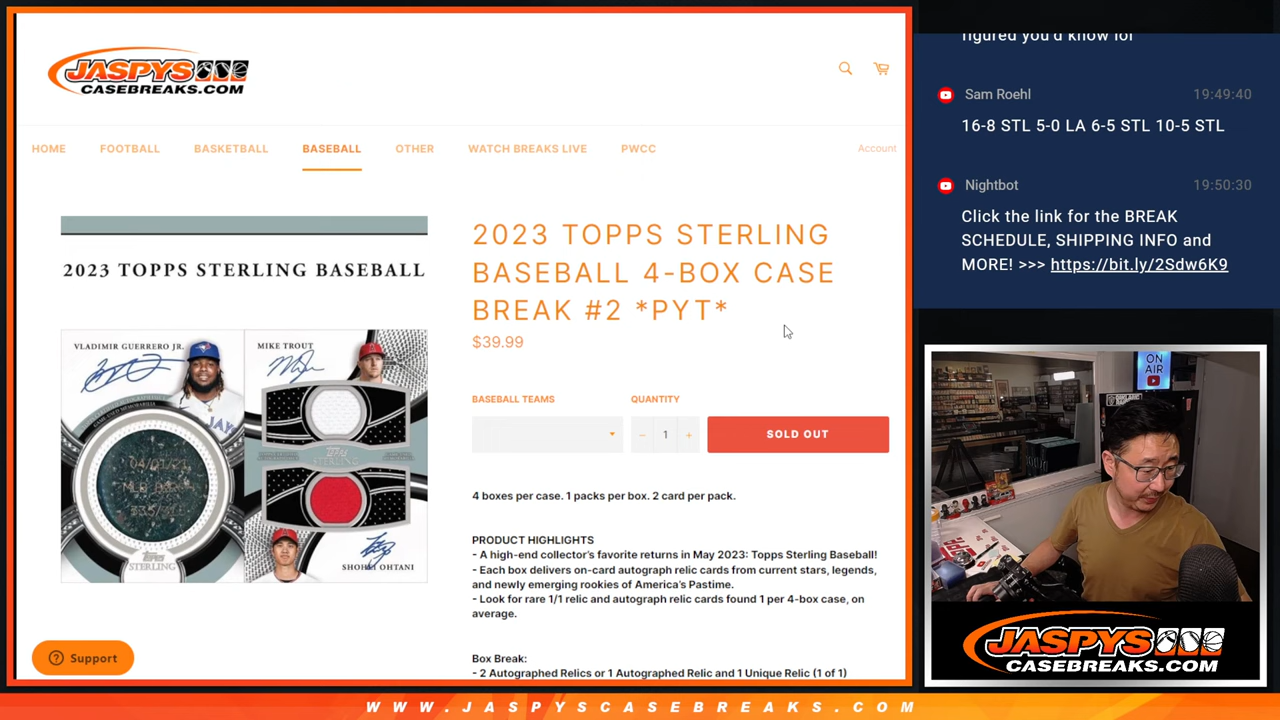 JASPYS
CASEBREAKS.COM
HOME FOOTBALL BASKETBALL BASEBALL OTHER WATCH BREAKS LIVE PWCC Account
2023 TOPPS STERLING BASEBALL
VLADIMIR GUERRERO JR.
MIKE TROUT
JAYS
04/01/21
TOPPS
STERLING
STERLING
SHOHEI OHTANI
2023 TOPPS STERLING
BASEBALL 4-BOX CASE
BREAK #2 *PYT*
$39.99
BASEBALL TEAMS QUANTITY
− 1 + SOLD OUT
4 boxes per case. 1 packs per box. 2 card per pack.
PRODUCT HIGHLIGHTS
- A high-end collector's favorite returns in May 2023: Topps Sterling Baseball!
- Each box delivers on-card autograph relic cards from current stars, legends,
and newly emerging rookies of America's Pastime.
- Look for rare 1/1 relic and autograph relic cards found 1 per 4-box case, on
average.
Box Break:
- 2 Autographed Relics or 1 Autographed Relic and 1 Unique Relic (1 of 1)
Support
figured you'd know lol
Sam Roehl 19:49:40
16-8 STL 5-0 LA 6-5 STL 10-5 STL
Nightbot 19:50:30
Click the link for the BREAK
SCHEDULE, SHIPPING INFO and
MORE! >>> https://bit.ly/2Sdw6K9
ON
AIR
JASPYS
CASEBREAKS.COM
WWW.JASPYSCASEBREAKS.COM